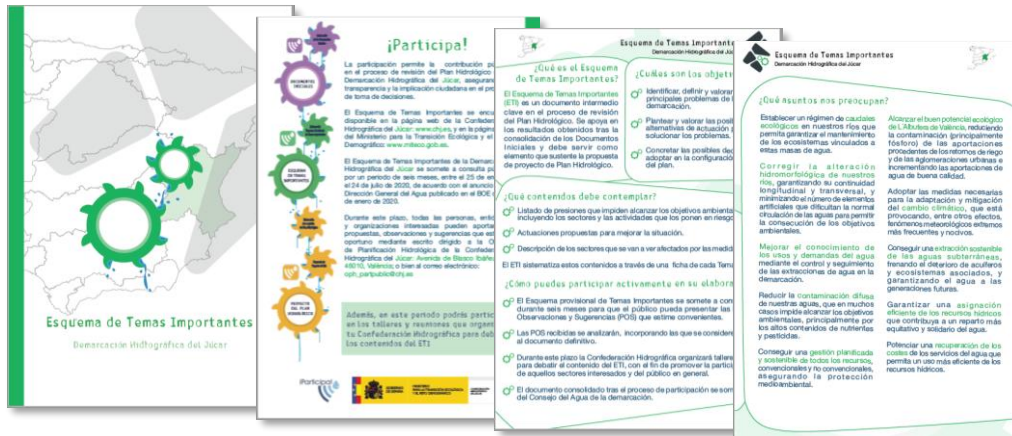 Esquema de Temas Importantes
Demarcación Hidrográfica del Júcar
¡Participa!
La participación permite la contribución
en el proceso de revisión del Plan Hidrológico
Demarcación Hidrográfica del Júcar, asegurando
transparencia y la implicación ciudadana en el
de toma de decisiones.
El Esquema de Temas Importantes se
disponible en la página web de la
Hidrográfica del Júcar: www.chj.es, y en la página
del Ministerio para la Transición Ecológica y el
Demográfico: www.miteco.gob.es.
El Esquema de Temas Importantes de la
Hidrográfica del Júcar se somete a consulta
por un periodo de seis meses, entre el 25 de
el 24 de julio de 2020, de acuerdo con el anuncio
Dirección General del Agua publicado en el BOE
de enero de 2020.
Durante este plazo, todas las personas,
y organizaciones interesadas pueden
propuestas, observaciones y sugerencias que
oportuno mediante escrito dirigido a la
de Planificación Hidrológica de la
Hidrográfica del Júcar: Avenida de Blasco Ibáñez
46010, València; o bien al correo electrónico:
oph_partpublic@chj.es
Además, en este periodo podrás
en los talleres y reuniones que
tu Confederación Hidrográfica para
los contenidos del ETI
DOCUMENTOS
INICIALES
ESQUEMA
DE TEMAS
IMPORTANTES
PROYECTO
DEL PLAN
HIDROLÓGICO
GOBIERNO
DE ESPAÑA
Esquema de Temas
Demarcación Hidrográfica del
¿Qué es el Esquema
de Temas Importantes?
El Esquema de Temas Importantes
(ETI) es un documento intermedio
clave en el proceso de revisión
del Plan Hidrológico. Se apoya en
los resultados obtenidos tras la
consolidación de los Documentos
Iniciales y debe servir como
elemento que sustente la propuesta
de proyecto de Plan Hidrológico.
¿Cuáles son los
Identificar, definir y valorar
principales problemas de
demarcación.
Plantear y valorar las
alternativas de actuación
solucionar los problemas,
Concretar las posibles
adoptar en la configuración
del plan.
¿Qué contenidos debe contemplar?
Listado de presiones que impiden alcanzar los objetivos
incluyendo los sectores y las actividades que los ponen en
Actuaciones propuestas para mejorar la situación.
Descripción de los sectores que se van a ver afectados por las
El ETI sistematiza estos contenidos a través de una ficha de cada
¿Cómo puedes participar activamente en su
El Esquema provisional de Temas Importantes se somete a
durante seis meses para que el público pueda presentar las
Observaciones y Sugerencias (POS) que estime convenientes.
Las POS recibidas se analizarán, incorporando las que se
al documento definitivo.
Durante este plazo la Confederación Hidrográfica organizará
para debatir el contenido del ETI, con el fin de promover la
de aquellos sectores interesados y del público en general.
El documento consolidado tras el proceso de participación se
del Consejo del Agua de la demarcación.
Esquema de Temas Importantes
Demarcación Hidrográfica del Júcar
¿Qué asuntos nos preocupan?
Establecer un régimen de caudales
ecológicos en nuestros ríos que
permita garantizar el mantenimiento
de los ecosistemas vinculados a
estas masas de agua.
Corregir la alteración
hidromorfológica de nuestros
ríos, garantizando su continuidad
longitudinal y transversal, y
minimizando el número de elementos
artificiales que dificultan la normal
circulación de las aguas para permitir
la consecución de los objetivos
ambientales.
Mejorar el conocimiento de
los usos y demandas del agua
mediante el control y seguimiento
de las extracciones de agua en la
demarcación.
Reducir la contaminación difusa
de nuestras aguas, que en muchos
casos impide alcanzar los objetivos
ambientales, principalmente por
los altos contenidos de nutrientes
y pesticidas.
Conseguir una gestión planificada
y sostenible de todos los recursos,
convencionales y no convencionales,
asegurando la protección
medioambiental.
Alcanzar el buen potencial ecológico
de L'Albufera de València, reduciendo
la contaminación (principalmente
fósforo) de las aportaciones
procedentes de los retornos de riego
y de las aglomeraciones urbanas e
incrementando las aportaciones de
agua de buena calidad.
Adoptar las medidas necesarias
para la adaptación y mitigación
del cambio climático, que está
provocando, entre otros efectos,
fenómenos meteorológicos extremos
más frecuentes y nocivos.
Conseguir una extracción sostenible
de las aguas subterráneas,
frenando el deterioro de acuíferos
y ecosistemas asociados, y
garantizando el agua a las
generaciones futuras.
Garantizar una asignación
eficiente de los recursos hídricos
que contribuya a un reparto más
equitativo y solidario del agua.
Potenciar una recuperación de los
costes de los servicios del agua que
permita un uso más eficiente de los
recursos hídricos.